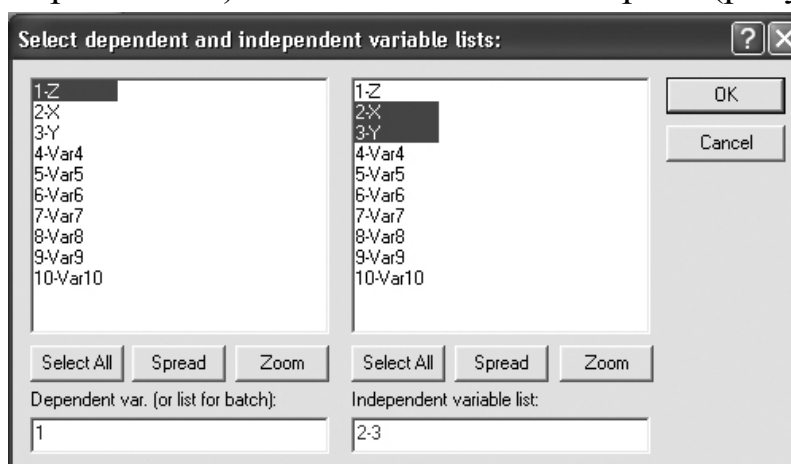 Select dependent and independent variable lists:
1-Z
2-X
3-Y
4-Var4
5-Var5
6-Var6
7-Var7
8-Var8
9-Var9
10-Var10
1-Z
2-X
3-Y
4-Var4
5-Var5
6-Var6
7-Var7
8-Var8
9-Var9
10-Var10
OK
Cancel
Select All Spread Zoom
Select All Spread Zoom
Dependent var. (or list for batch):
Independent variable list:
1
2-3